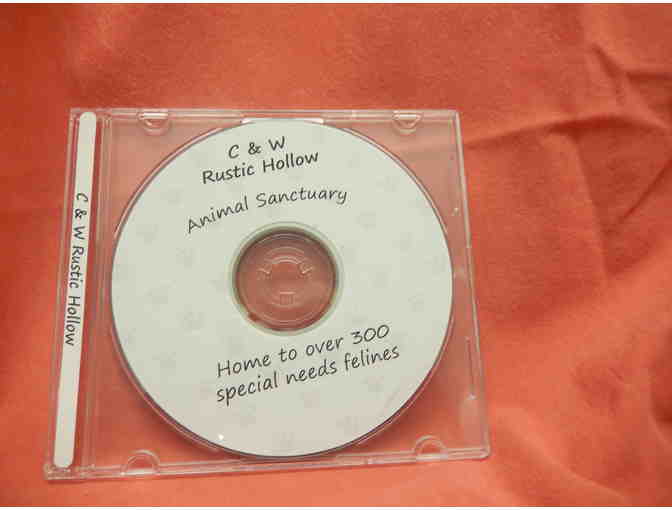 C & W
Rustic Hollow
Animal Sanctuary
Home to over 300
special needs felines
C & W Rustic Hollow